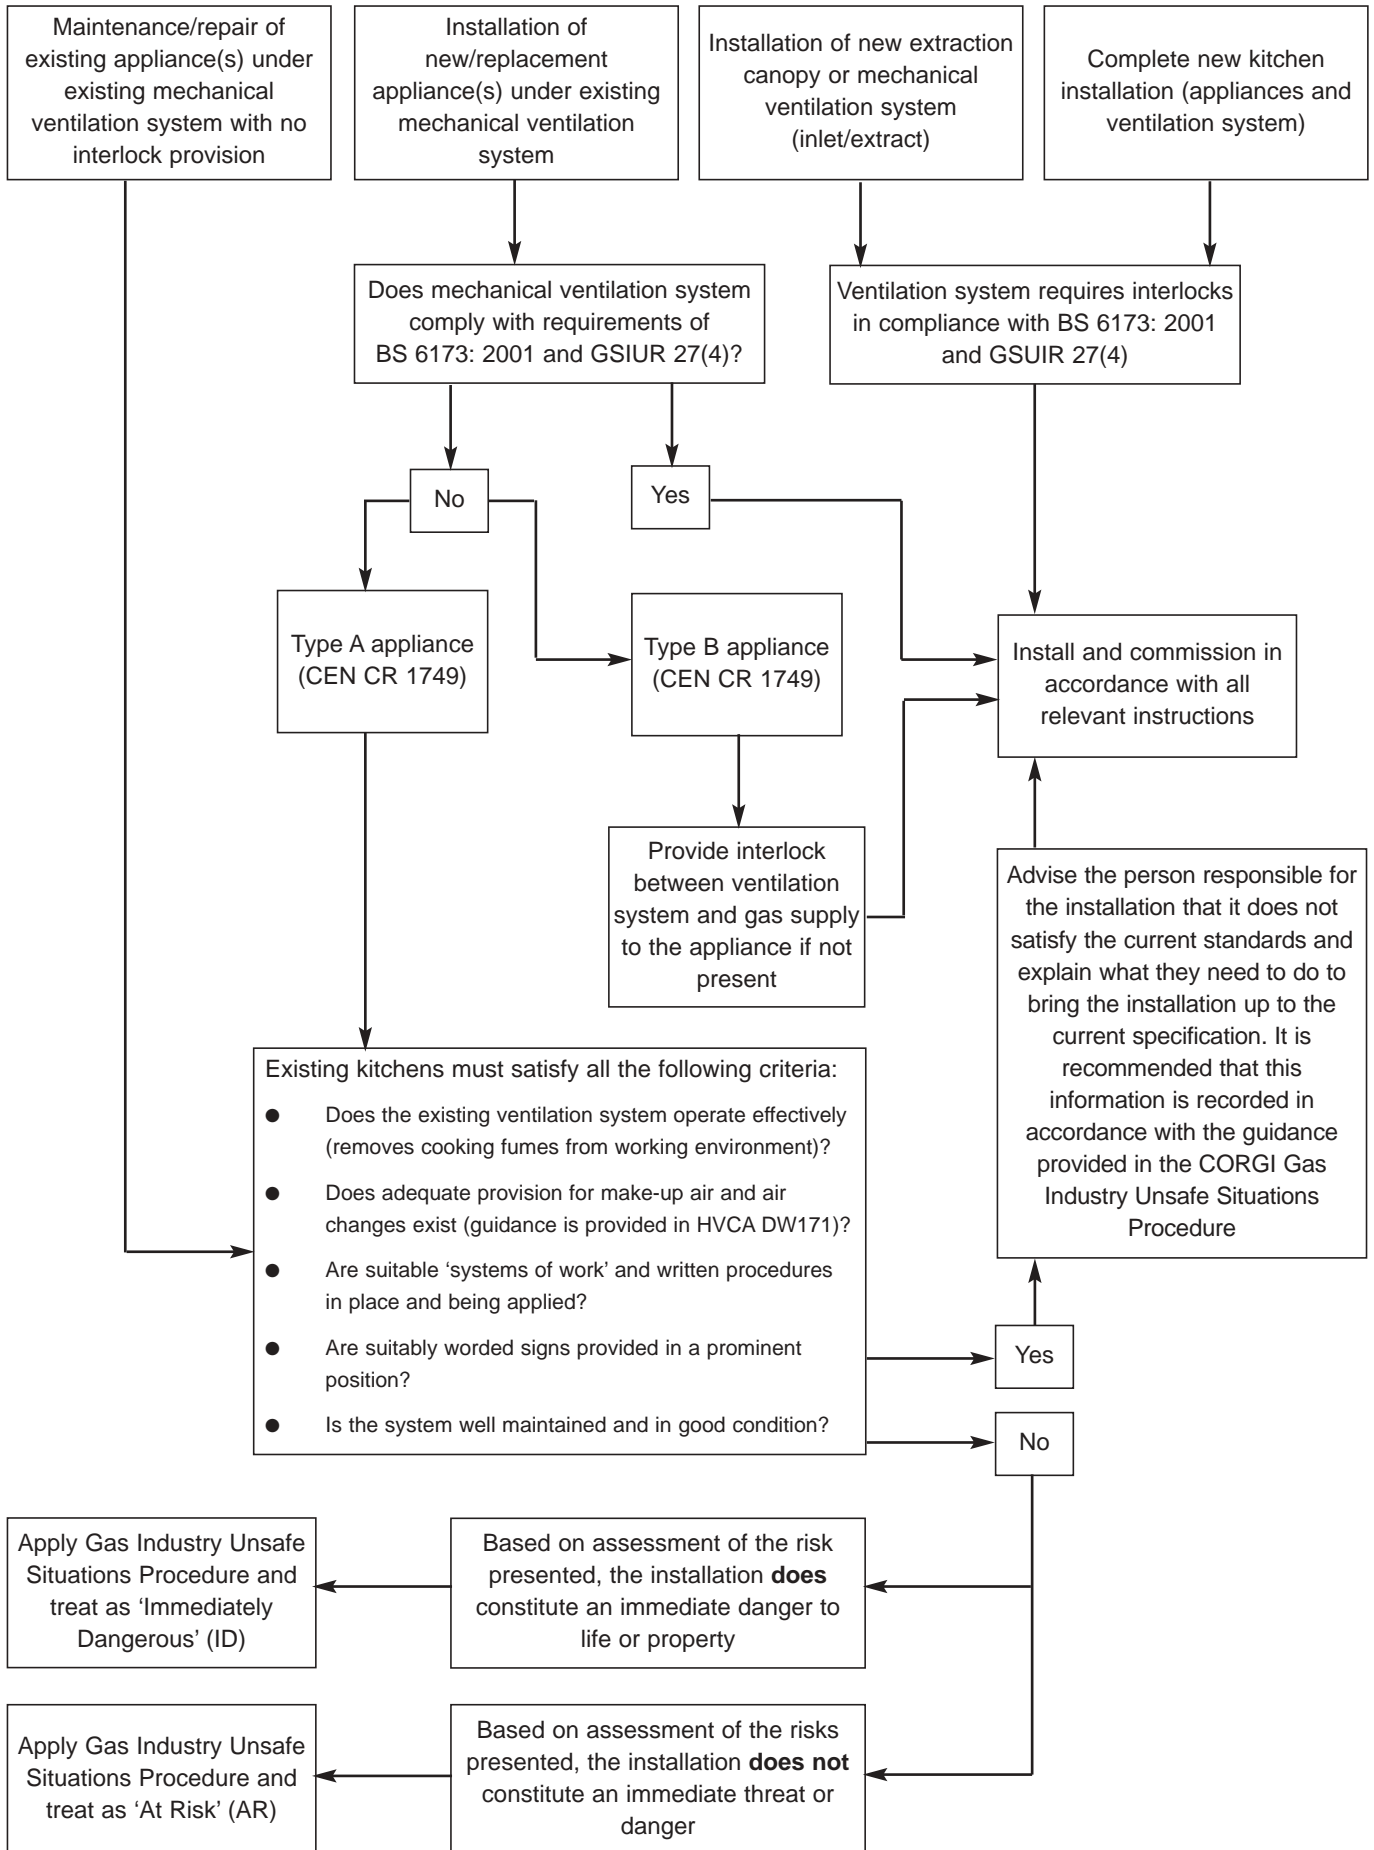 Maintenance/repair of
existing appliance(s) under
existing mechanical
ventilation system with no
interlock provision
Installation of
new/replacement
appliance(s) under existing
mechanical ventilation
system
Installation of new extraction
canopy or mechanical
ventilation system
(inlet/extract)
Complete new kitchen
installation (appliances and
ventilation system)
Does mechanical ventilation system
comply with requirements of
BS 6173: 2001 and GSIUR 27(4)?
Ventilation system requires interlocks
in compliance with BS 6173: 2001
and GSUIR 27(4)
No
Yes
Type A appliance
(CEN CR 1749)
Type B appliance
(CEN CR 1749)
Install and commission in
accordance with all
relevant instructions
Provide interlock
between ventilation
system and gas supply
to the appliance if not
present
Advise the person responsible for
the installation that it does not
satisfy the current standards and
explain what they need to do to
bring the installation up to the
current specification. It is
recommended that this
information is recorded in
accordance with the guidance
provided in the CORGI Gas
Industry Unsafe Situations
Procedure
Existing kitchens must satisfy all the following criteria:
● Does the existing ventilation system operate effectively
(removes cooking fumes from working environment)?
● Does adequate provision for make-up air and air
changes exist (guidance is provided in HVCA DW171)?
● Are suitable ‘systems of work’ and written procedures
in place and being applied?
● Are suitably worded signs provided in a prominent
position?
● Is the system well maintained and in good condition?
Yes
No
Apply Gas Industry Unsafe
Situations Procedure and
treat as ‘Immediately
Dangerous’ (ID)
Based on assessment of the risk
presented, the installation does
constitute an immediate danger to
life or property
Apply Gas Industry Unsafe
Situations Procedure and
treat as ‘At Risk’ (AR)
Based on assessment of the risks
presented, the installation does not
constitute an immediate threat or
danger